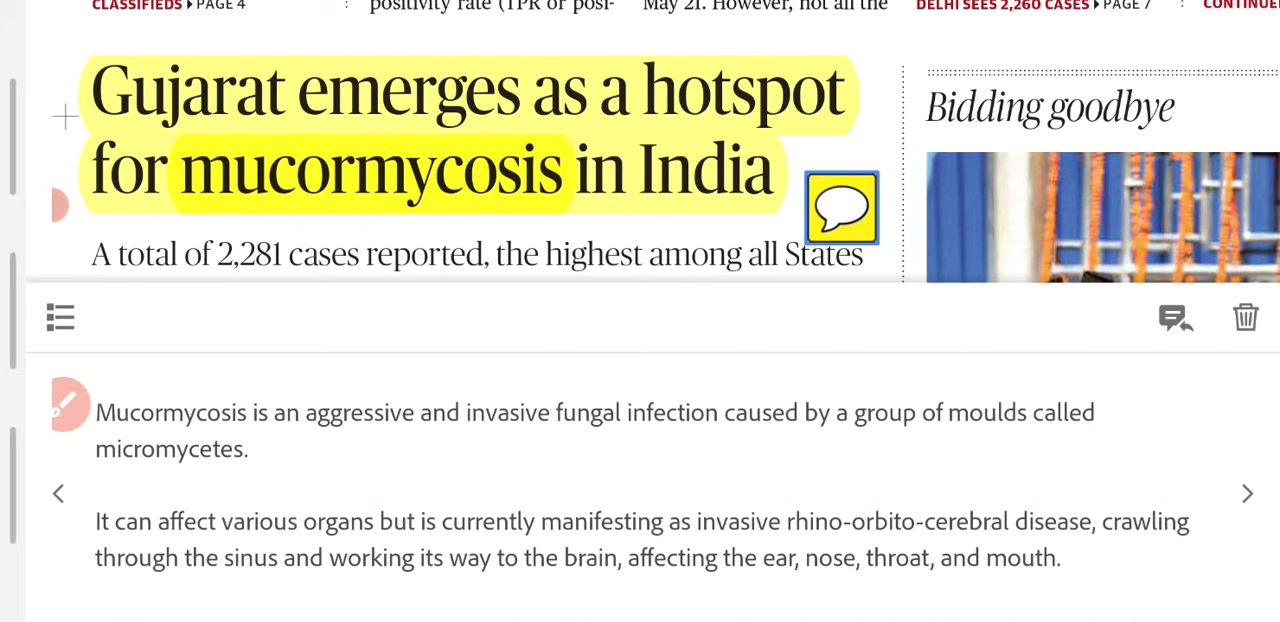 CLASSIFIEDS PAGE 4
positivity rate (TPR or posi-
May 21. However, not all the
DELHI SEES 2,260 CASES PAGE 7
Gujarat emerges as a hotspot
for mucormycosis in India
A total of 2,281 cases reported, the highest among all States
Bidding goodbye
Mucormycosis is an aggressive and invasive fungal infection caused by a group of moulds called
micromycetes.
It can affect various organs but is currently manifesting as invasive rhino-orbito-cerebral disease, crawling
through the sinus and working its way to the brain, affecting the ear, nose, throat, and mouth.